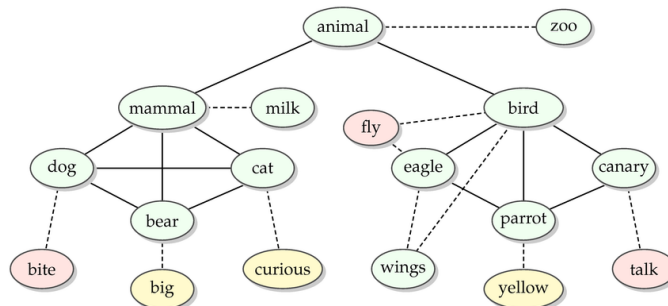 animal
zoo
mammal
milk
bird
fly
dog
cat
eagle
canary
bear
parrot
bite
big
curious
wings
yellow
talk